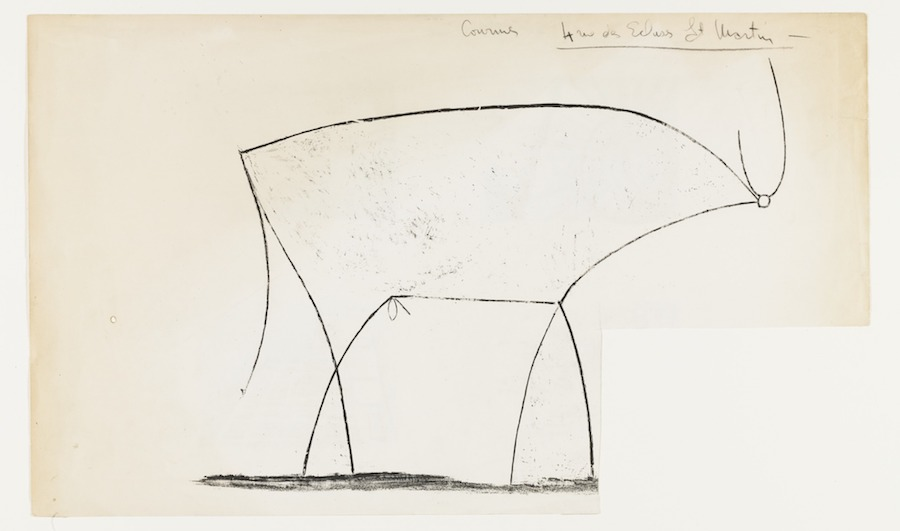 4 rue des Ecluses St Martin —